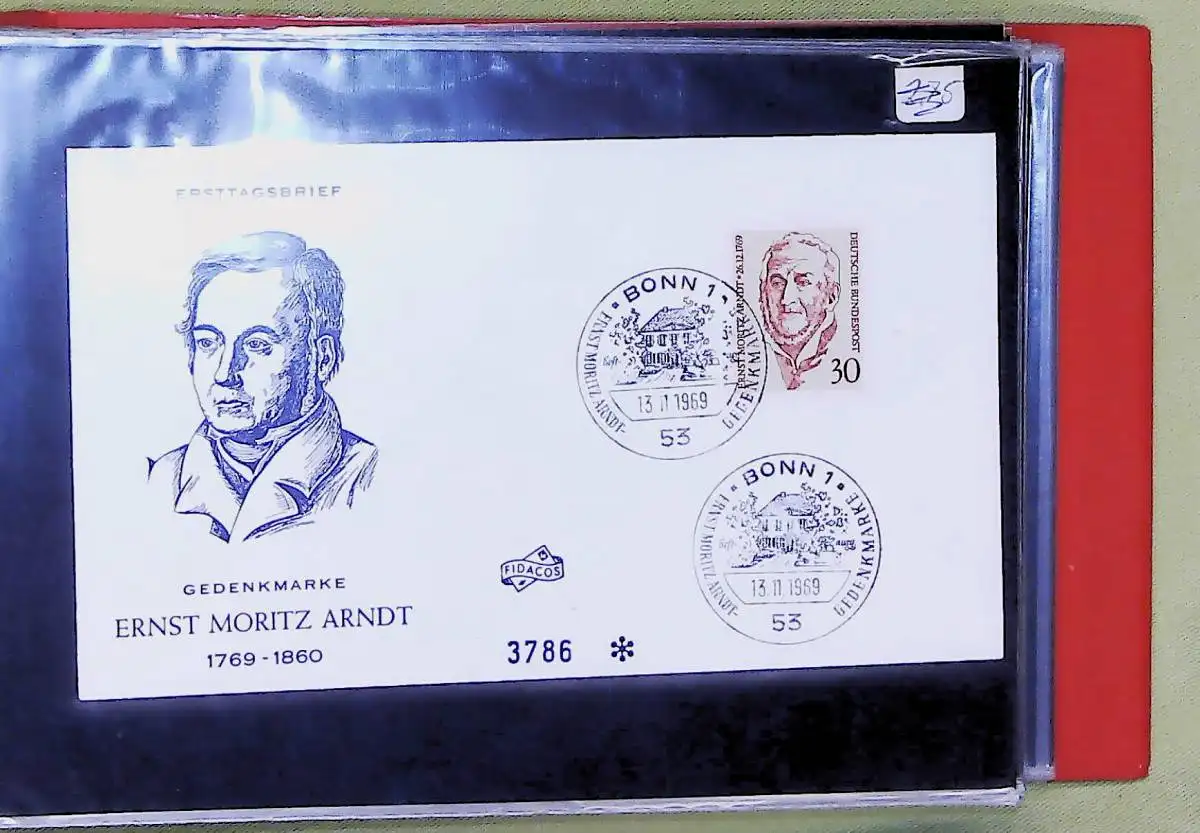 ERSTTAGSBRIEF
GEDENKMARKE
ERNST MORITZ ARNDT
1769 - 1860
FIDACOS
3786 *
ERNST MORITZ ARNDT • 26.12.1769
DEUTSCHE BUNDESPOST
30
BONN 1
ERNST MORITZ ARNDT-
GEDENKMARKE
13.11.1969
53
BONN 1
ERNST MORITZ ARNDT-
GEDENKMARKE
13.11.1969
53